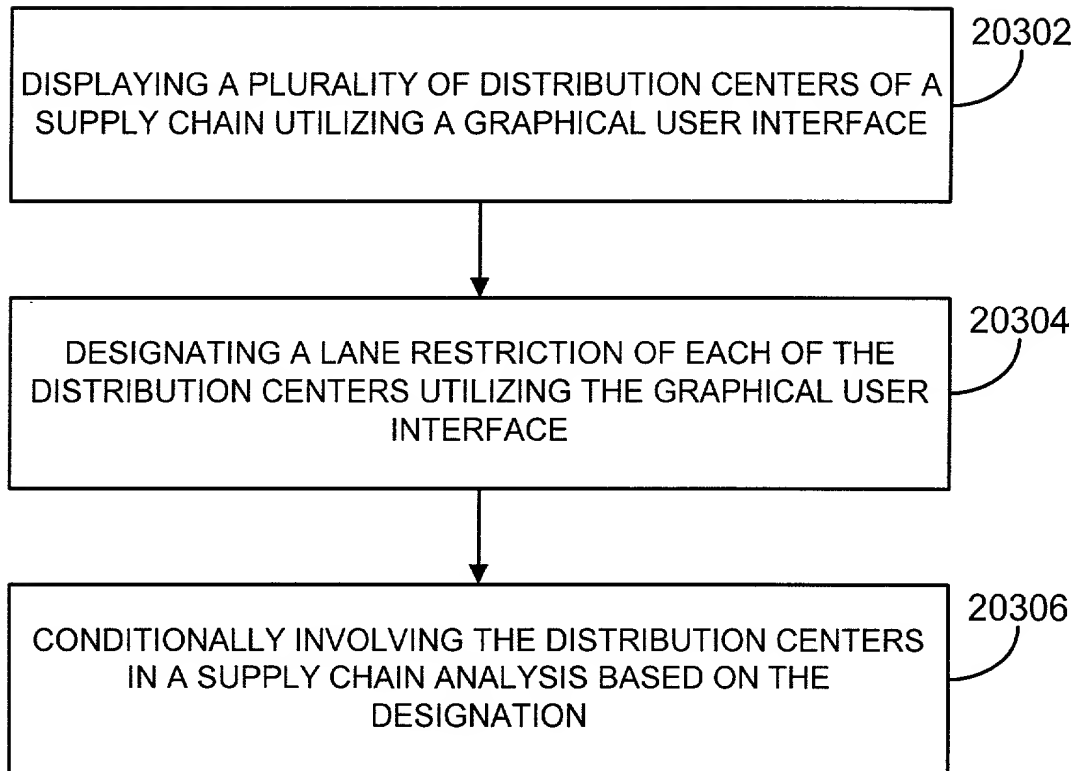 20302
DISPLAYING A PLURALITY OF DISTRIBUTION CENTERS OF A
SUPPLY CHAIN UTILIZING A GRAPHICAL USER INTERFACE
20304
DESIGNATING A LANE RESTRICTION OF EACH OF THE
DISTRIBUTION CENTERS UTILIZING THE GRAPHICAL USER
INTERFACE
20306
CONDITIONALLY INVOLVING THE DISTRIBUTION CENTERS
IN A SUPPLY CHAIN ANALYSIS BASED ON THE
DESIGNATION